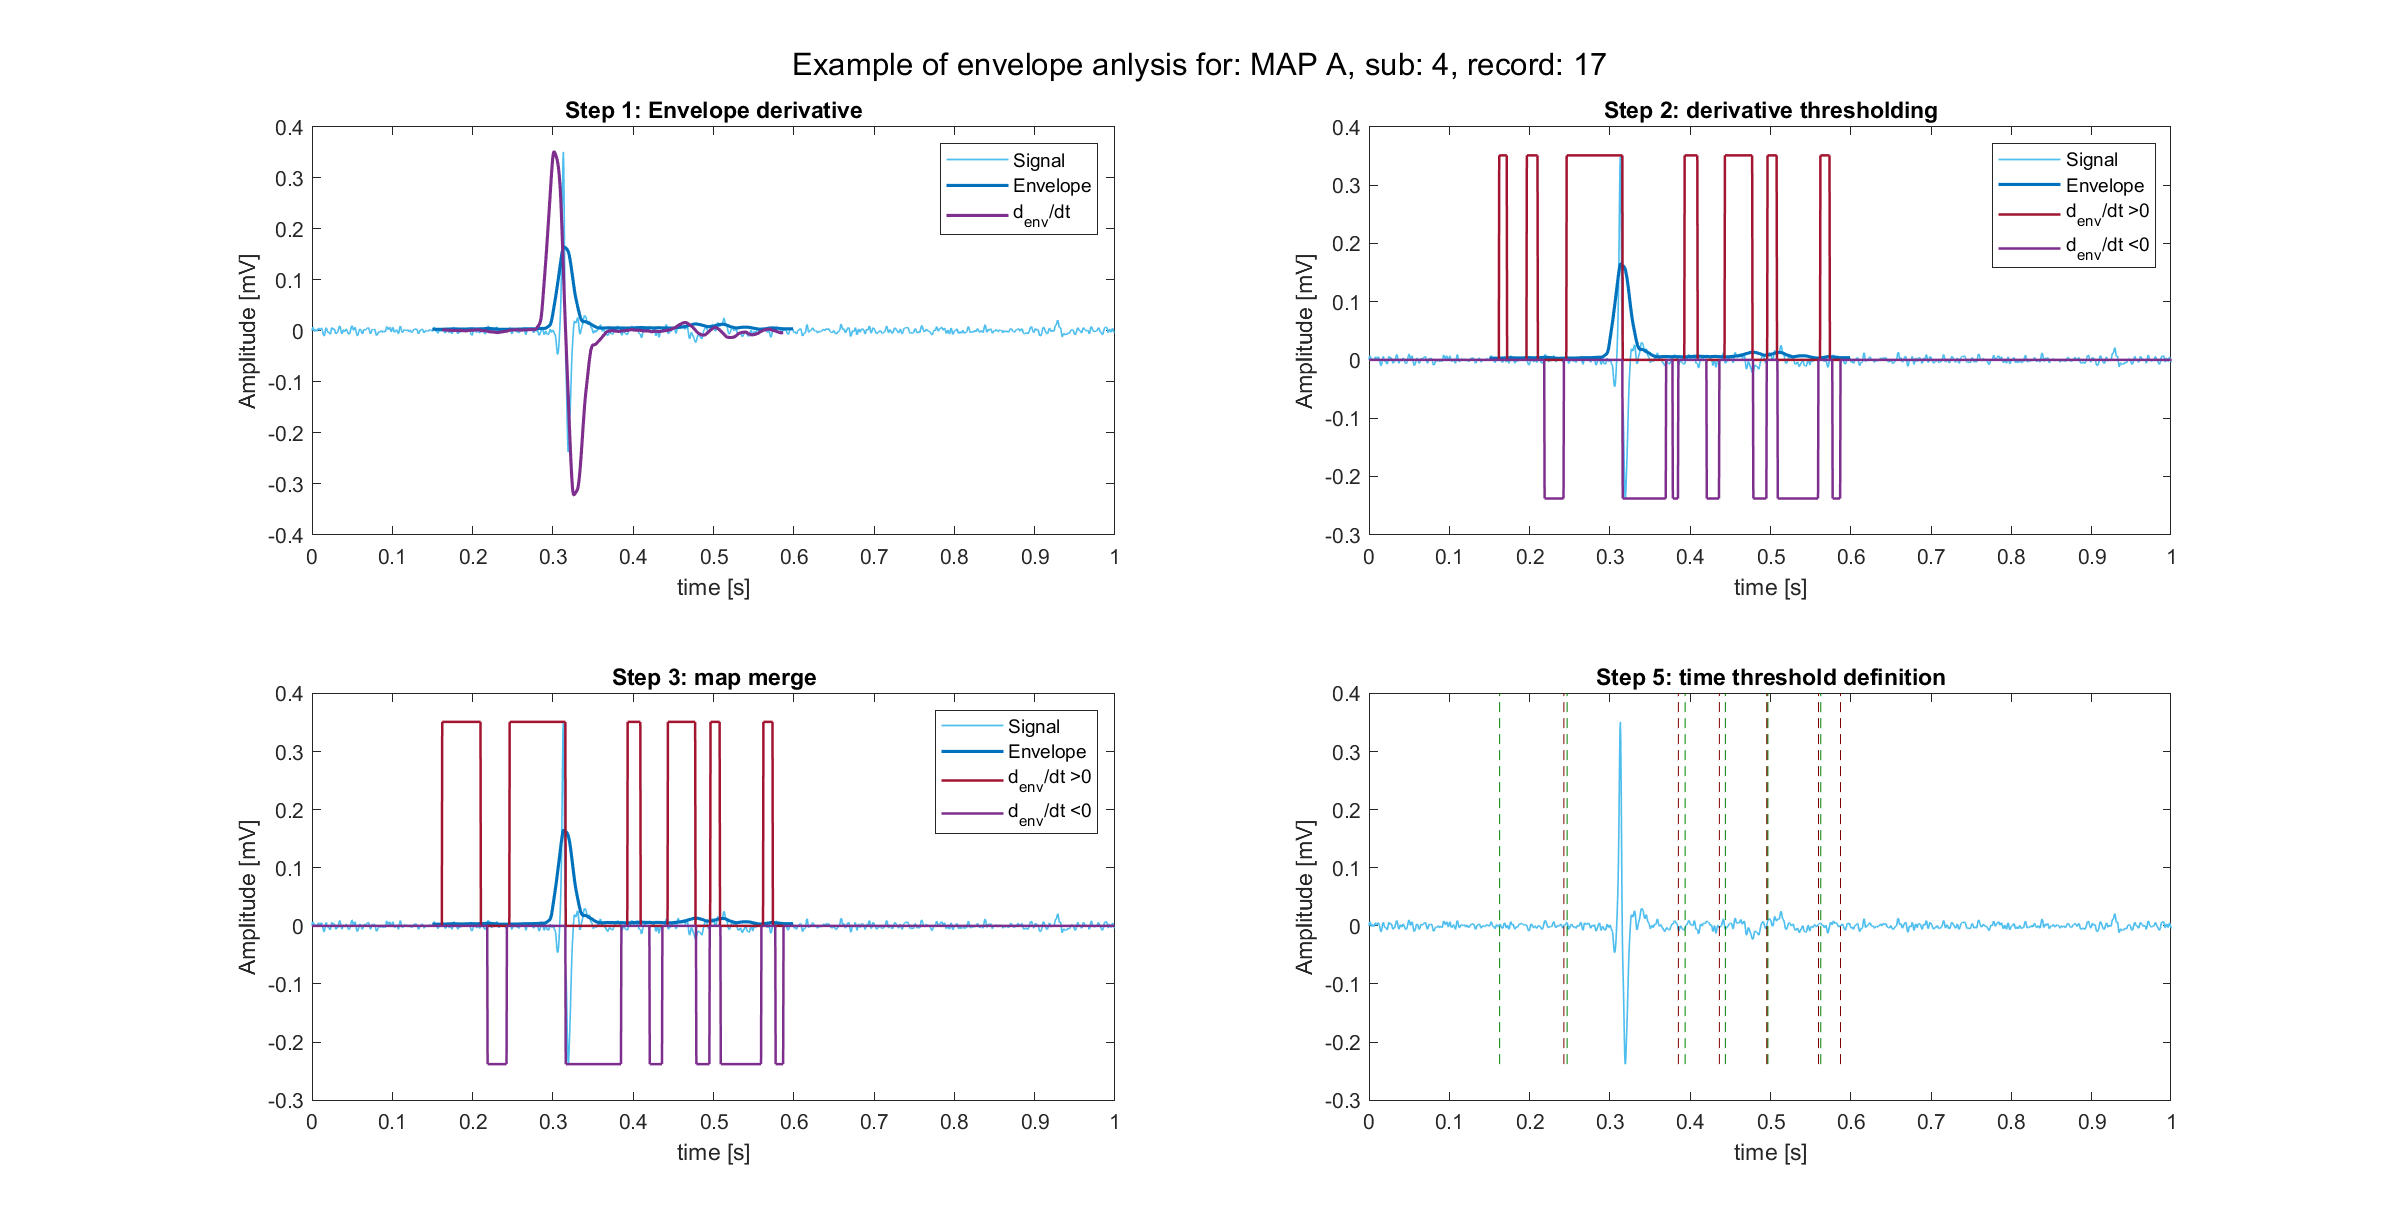 Example of envelope anlysis for: MAP A, sub: 4, record: 17
Step 1: Envelope derivative
0.4
0.3
0.2
0.1
0
-0.1
-0.2
-0.3
-0.4
Amplitude [mV]
0 0.1 0.2 0.3 0.4 0.5 0.6 0.7 0.8 0.9 1
time [s]
Signal
Envelope
d_env/dt
Step 2: derivative thresholding
0.4
0.3
0.2
0.1
0
-0.1
-0.2
-0.3
Amplitude [mV]
0 0.1 0.2 0.3 0.4 0.5 0.6 0.7 0.8 0.9 1
time [s]
Signal
Envelope
d_env/dt >0
d_env/dt <0
Step 3: map merge
0.4
0.3
0.2
0.1
0
-0.1
-0.2
-0.3
Amplitude [mV]
0 0.1 0.2 0.3 0.4 0.5 0.6 0.7 0.8 0.9 1
time [s]
Signal
Envelope
d_env/dt >0
d_env/dt <0
Step 5: time threshold definition
0.4
0.3
0.2
0.1
0
-0.1
-0.2
-0.3
Amplitude [mV]
0 0.1 0.2 0.3 0.4 0.5 0.6 0.7 0.8 0.9 1
time [s]